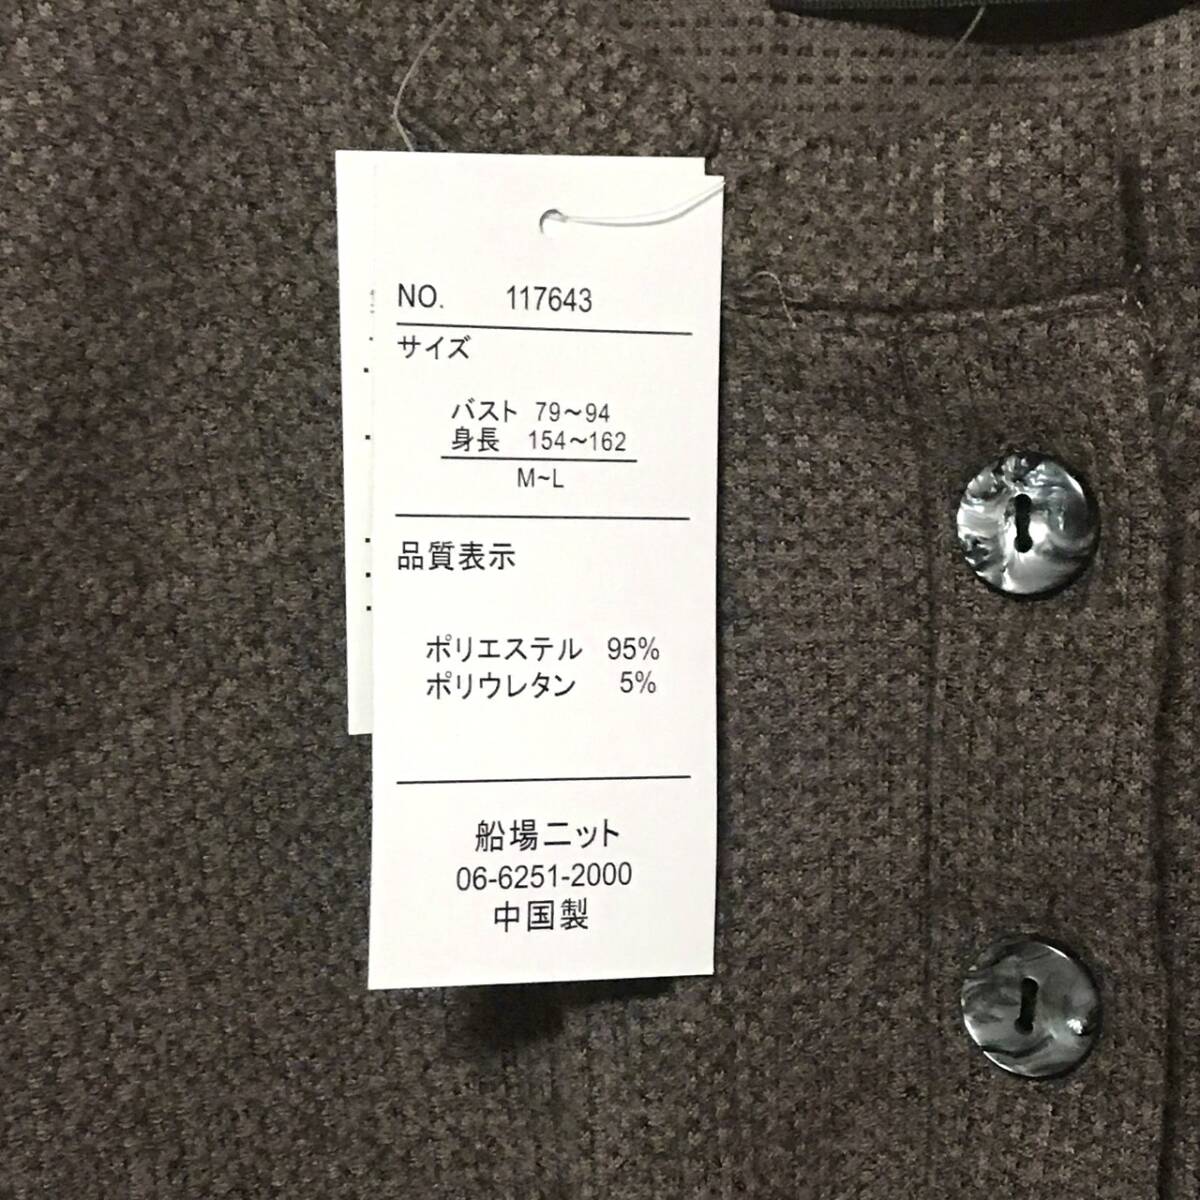 NO. 117643
サイズ
バスト 79～94
身長 154～162
M~L
品質表示
ポリエステル 95%
ポリウレタン 5%
船場ニット
06-6251-2000
中国製